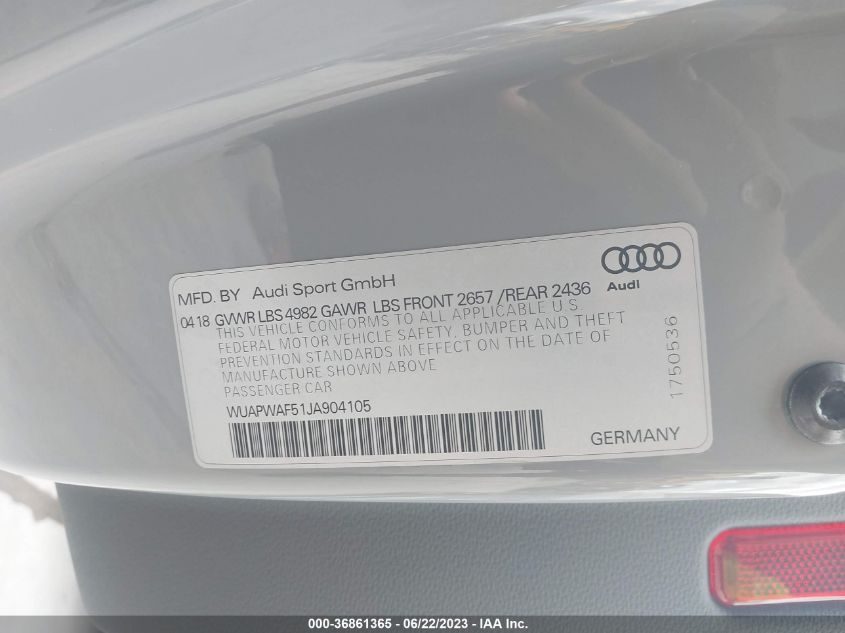 MFD. BY Audi Sport GmbH
Audi
04 18 GVWR LBS 4982 GAWR LBS FRONT 2657 /REAR 2436
THIS VEHICLE CONFORMS TO ALL APPLICABLE U.S.
FEDERAL MOTOR VEHICLE SAFETY, BUMPER AND THEFT
PREVENTION STANDARDS IN EFFECT ON THE DATE OF
MANUFACTURE SHOWN ABOVE
PASSENGER CAR
WUAPWAF51JA904105
GERMANY
1750536
000-36861365 - 06/22/2023 - IAA Inc.